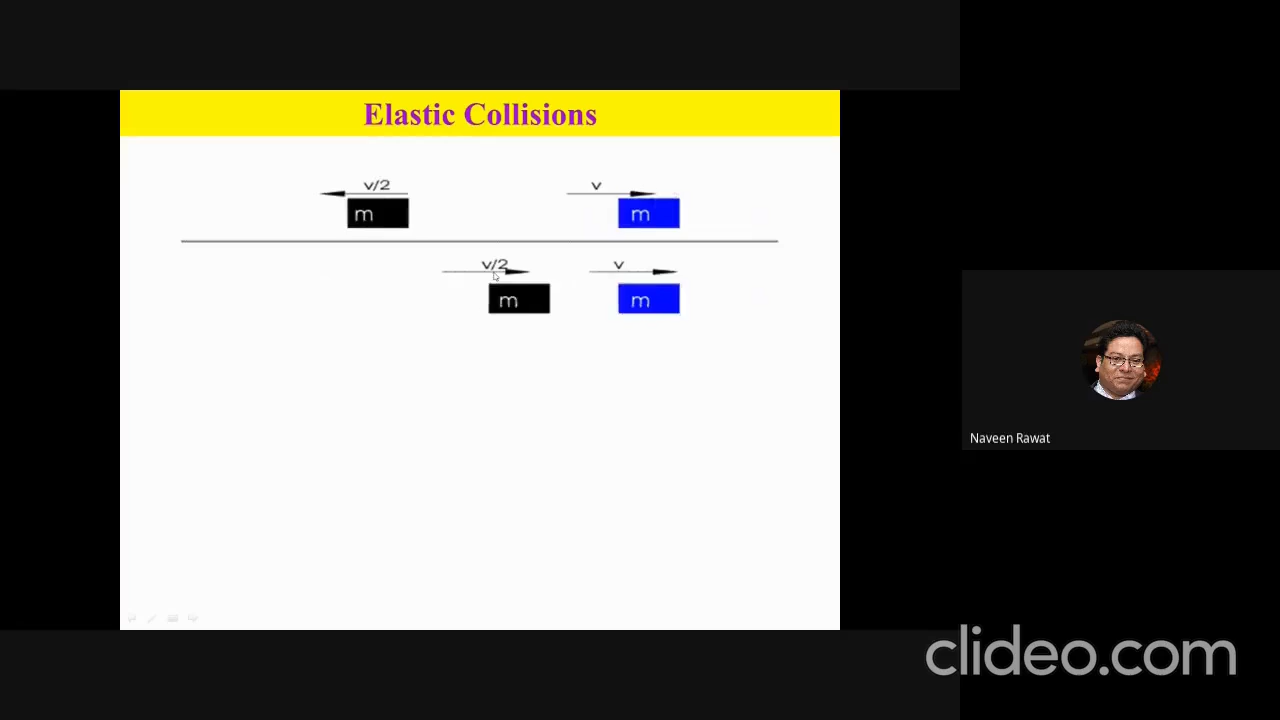 Elastic Collisions
v/2 v
m m
v/2 v
m m
Naveen Rawat
clideo.com